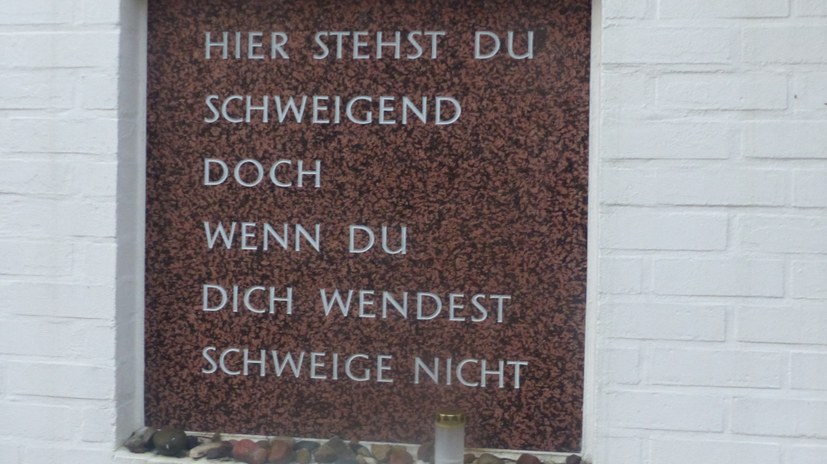 HIER STEHST DU
SCHWEIGEND
DOCH
WENN DU
DICH WENDEST
SCHWEIGE NICHT